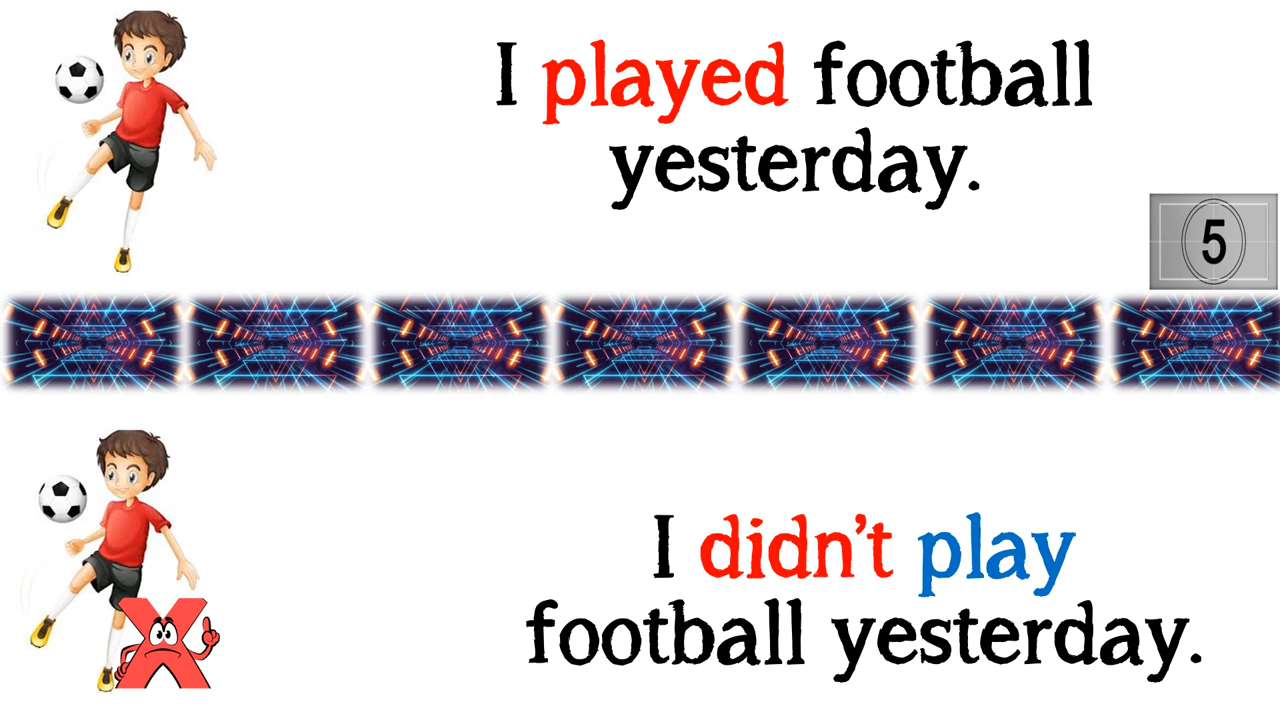 I played football
yesterday.
5
I didn't play
football yesterday.